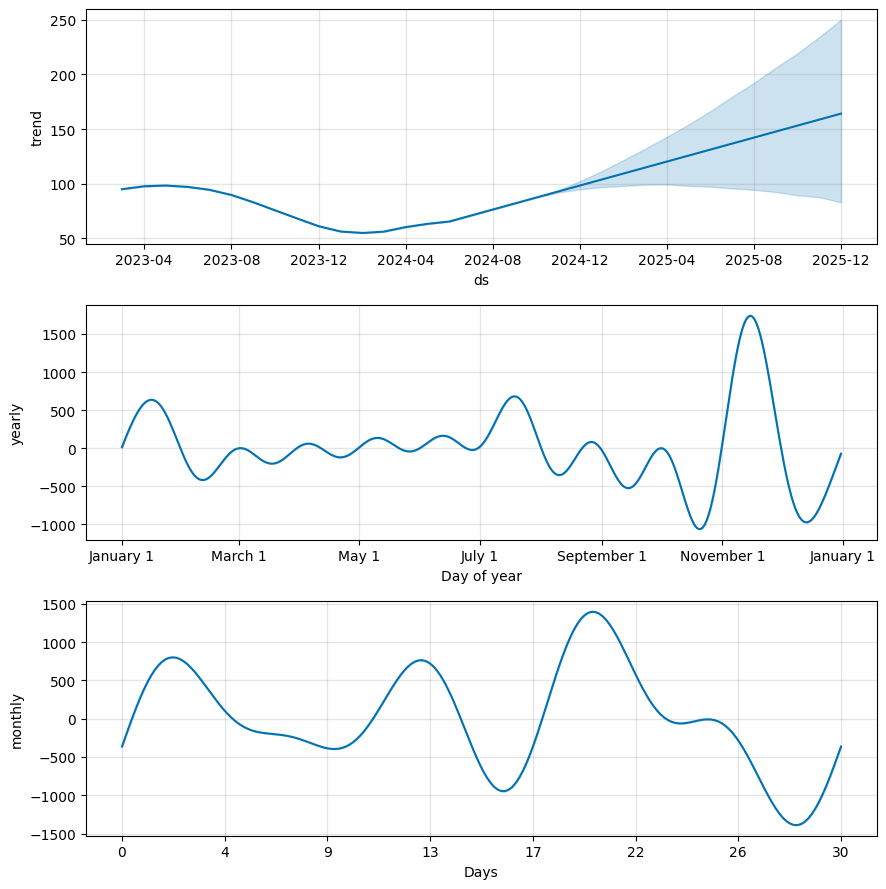 250
200
150
100
50
trend
2023-04 2023-08 2023-12 2024-04 2024-08 2024-12 2025-04 2025-08 2025-12
ds
1500
1000
500
0
−500
−1000
yearly
January 1 March 1 May 1 July 1 September 1 November 1 January 1
Day of year
1500
1000
500
0
−500
−1000
−1500
monthly
0 4 9 13 17 22 26 30
Days